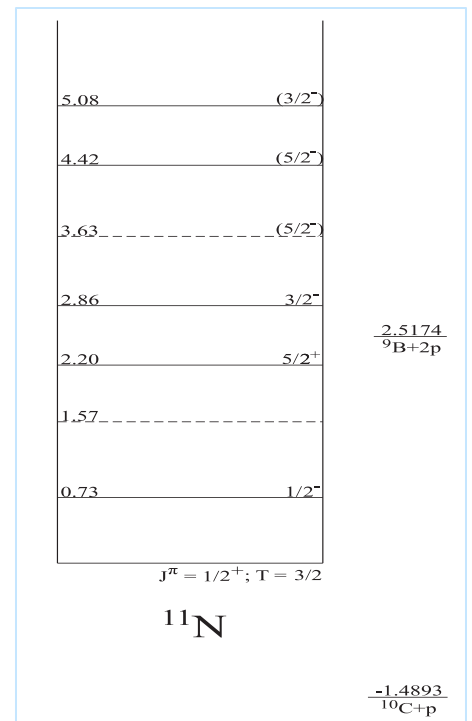 5.08 (3/2⁻)
4.42 (5/2⁻)
3.63 (5/2⁻)
2.86 3/2⁻
2.5174
⁹B+2p
2.20 5/2⁺
1.57
0.73 1/2⁻
Jᵖⁱ = 1/2⁺; T = 3/2
¹¹N
-1.4893
¹⁰C+p